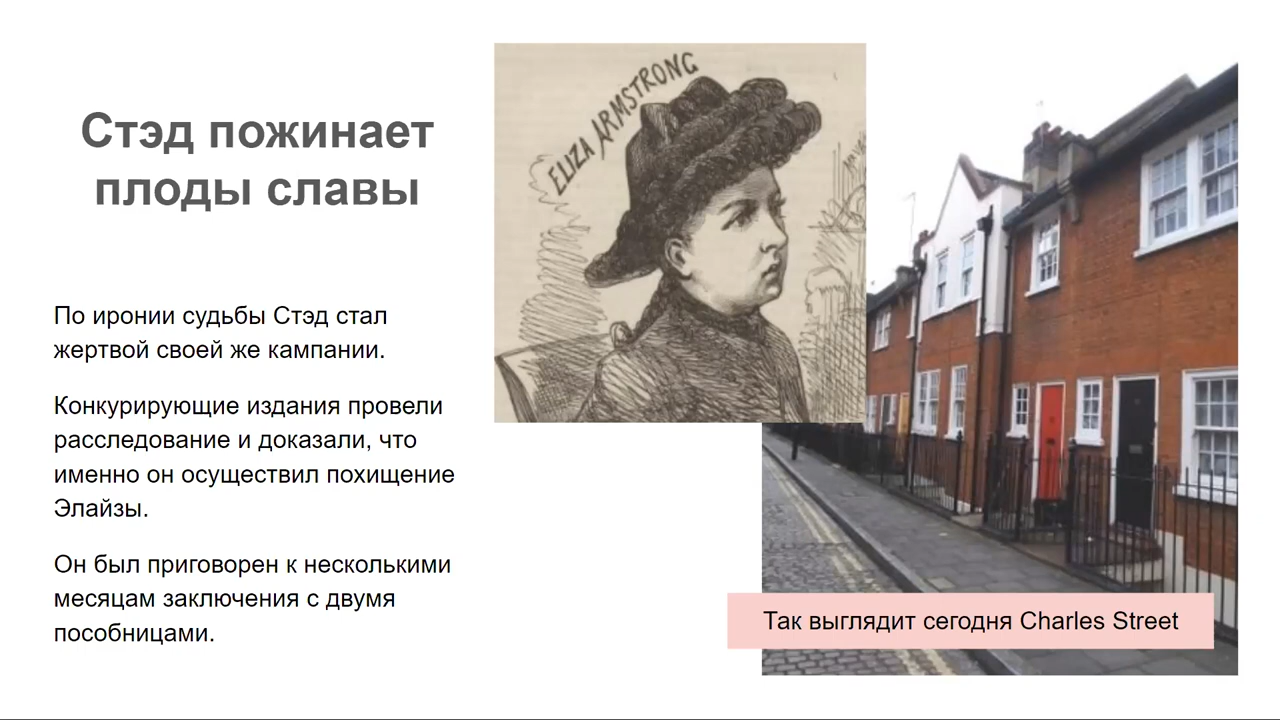 Стэд пожинает
плоды славы
По иронии судьбы Стэд стал
жертвой своей же кампании.
Конкурирующие издания провели
расследование и доказали, что
именно он осуществил похищение
Элайзы.
Он был приговорен к несколькими
месяцам заключения с двумя
пособницами.
ELIZA ARMSTRONG
Так выглядит сегодня Charles Street